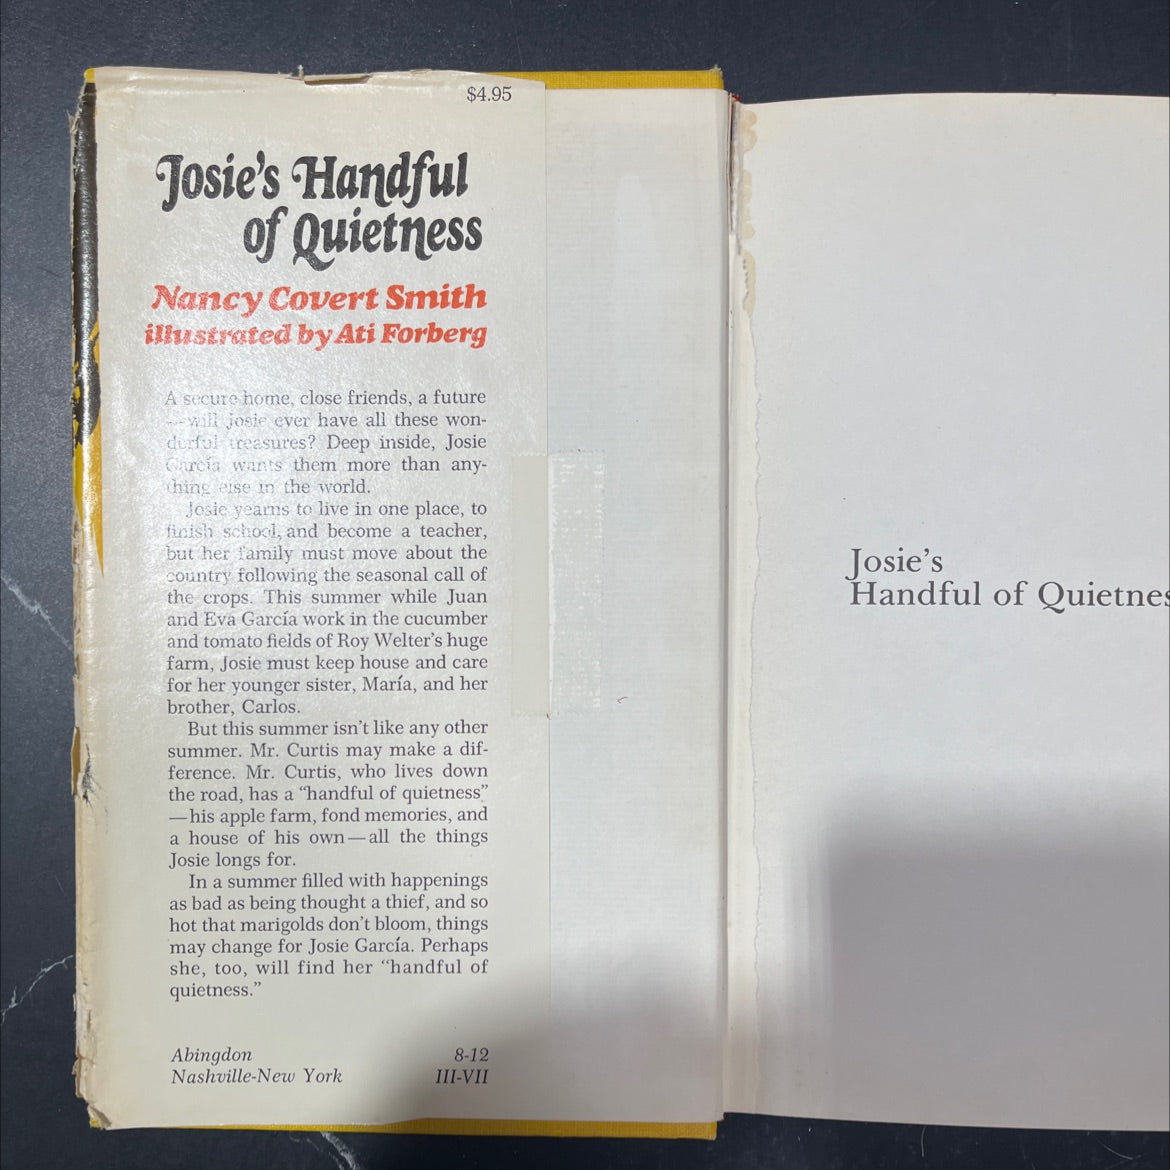 $4.95
Josie's Handful
of Quietness
Nancy Covert Smith
illustrated by Ati Forberg
A secure home, close friends, a future
—will Josie ever have all these won-
derful treasures? Deep inside, Josie
García wants them more than any-
thing else in the world.
Josie yearns to live in one place, to
finish school, and become a teacher,
but her family must move about the
country following the seasonal call of
the crops. This summer while Juan
and Eva García work in the cucumber
and tomato fields of Roy Welter's huge
farm, Josie must keep house and care
for her younger sister, María, and her
brother, Carlos.
But this summer isn't like any other
summer. Mr. Curtis may make a dif-
ference. Mr. Curtis, who lives down
the road, has a "handful of quietness"
—his apple farm, fond memories, and
a house of his own—all the things
Josie longs for.
In a summer filled with happenings
as bad as being thought a thief, and so
hot that marigolds don't bloom, things
may change for Josie García. Perhaps
she, too, will find her "handful of
quietness."
Abingdon 8-12
Nashville-New York III-VII
Josie's
Handful of Quietnes